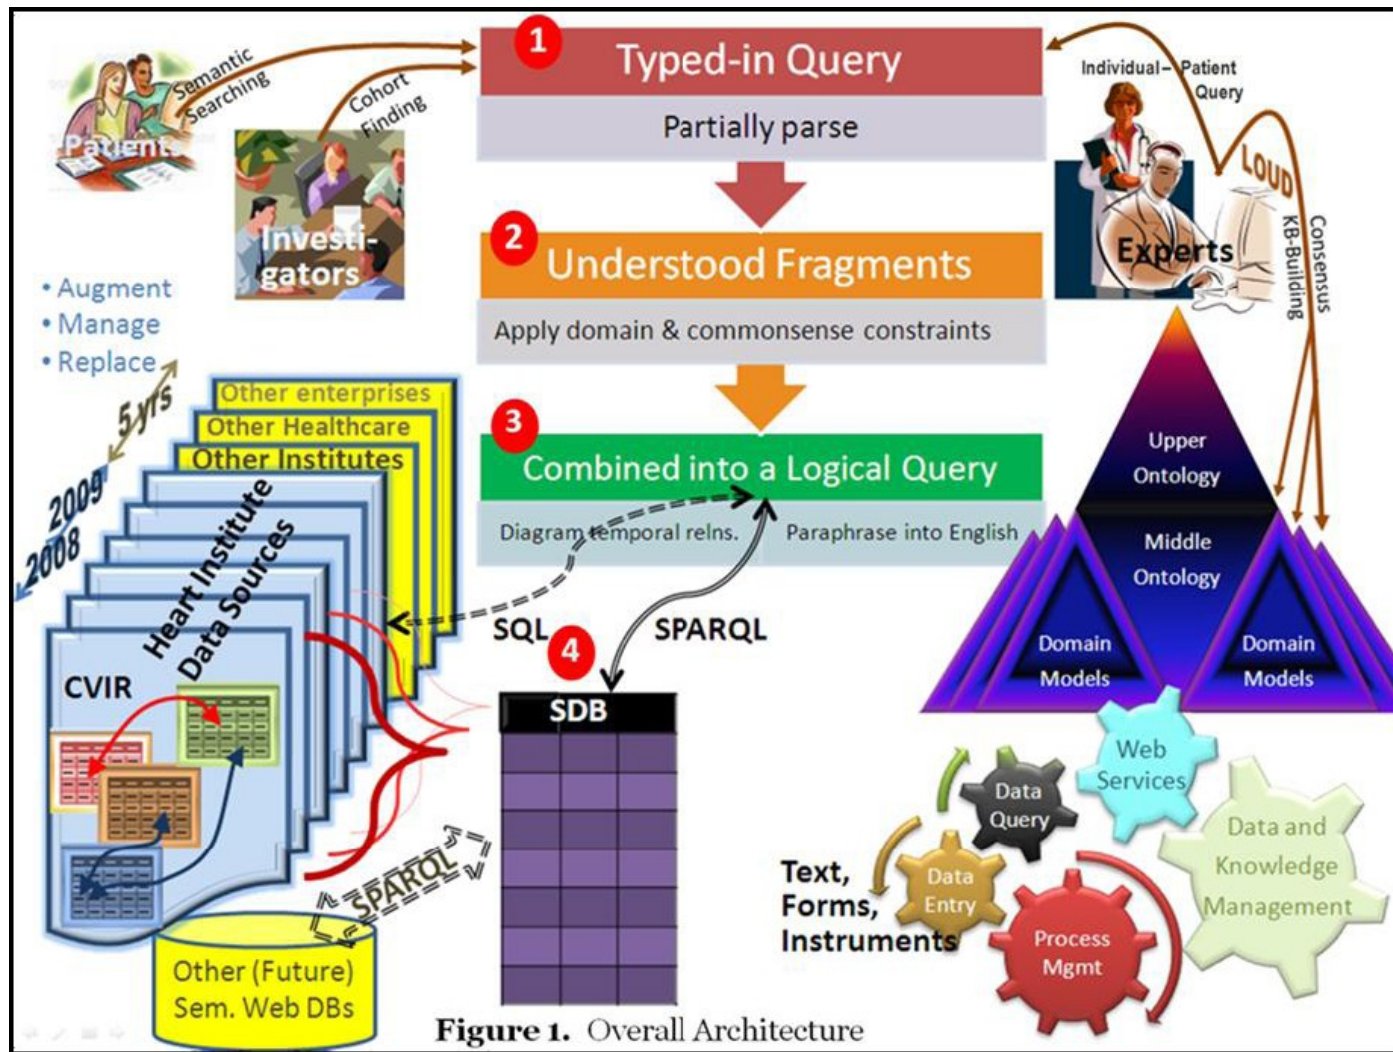 1
Typed-in Query
Partially parse
Semantic
Searching
Patients
Cohort
Finding
Investi-
gators
Individual – Patient
Query
LOUD
Experts
Consensus
KB-Building
2
Understood Fragments
Apply domain & commonsense constraints
• Augment
• Manage
• Replace
3
Combined into a Logical Query
Diagram temporal relns.
Paraphrase into English
5 yrs
2009
2008
Other enterprises
Other Healthcare
Other Institutes
Heart Institute
Data Sources
CVIR
SQL
SPARQL
4
SDB
SPARQL
Other (Future)
Sem. Web DBs
Upper
Ontology
Middle
Ontology
Domain
Models
Domain
Models
Web
Services
Data
Query
Data and
Knowledge
Management
Text,
Forms,
Instruments
Data
Entry
Process
Mgmt
Figure 1. Overall Architecture